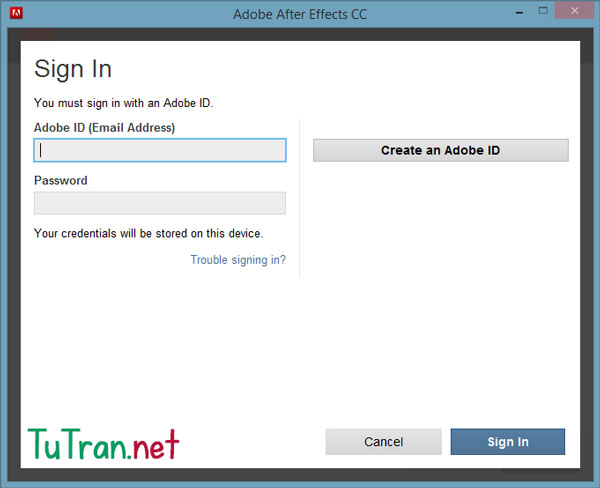 Adobe After Effects CC
Sign In
You must sign in with an Adobe ID.
Adobe ID (Email Address)
Password
Your credentials will be stored on this device.
Trouble signing in?
Create an Adobe ID
TuTran.net
Cancel
Sign In